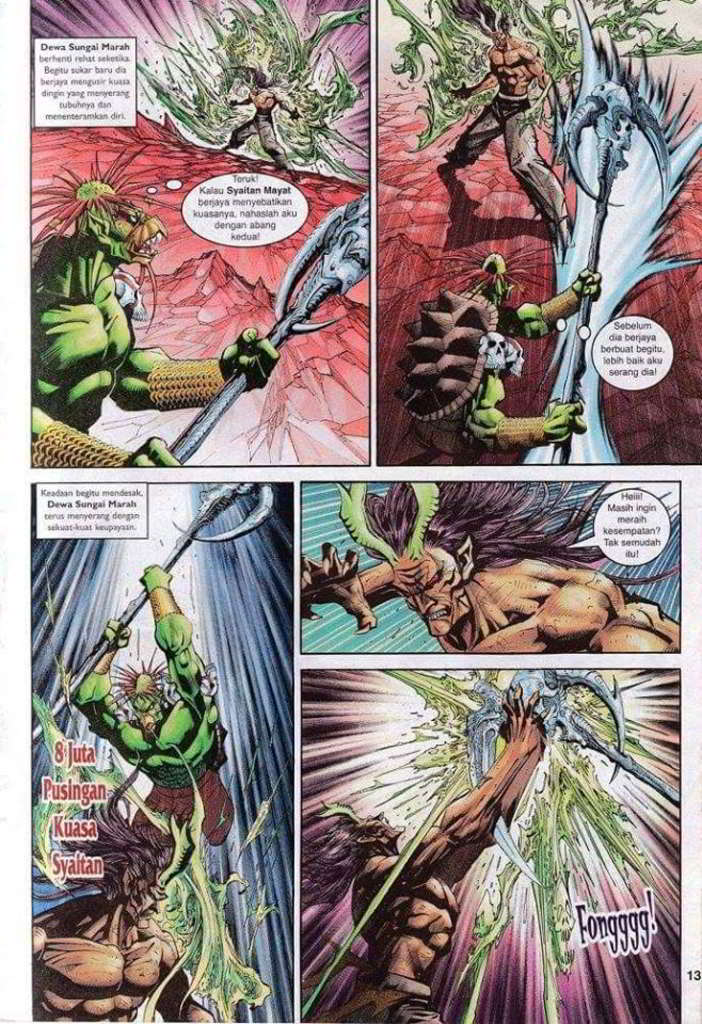 Dewa Sungai Marah
berhenti rehat seketika.
Begitu sukar baru dia
berjaya mengusir kuasa
dingin yang menyerang
tubuhnya dan
menenteramkan diri.
Teruk!
Kalau Syaitan Mayat
berjaya menyebatikan
kuasanya, nahaslah aku
dengan abang
kedua!
Sebelum
dia berjaya
berbuat begitu,
lebih baik aku
serang dia!
Keadaan begitu mendesak,
Dewa Sungai Marah
terus menyerang dengan
sekuat-kuat keupayaan.
8 Juta
Pusingan
Kuasa
Syaitan
Heiii!
Masih ingin
meraih
kesempatan?
Tak semudah
itu!
Fongggg!
13